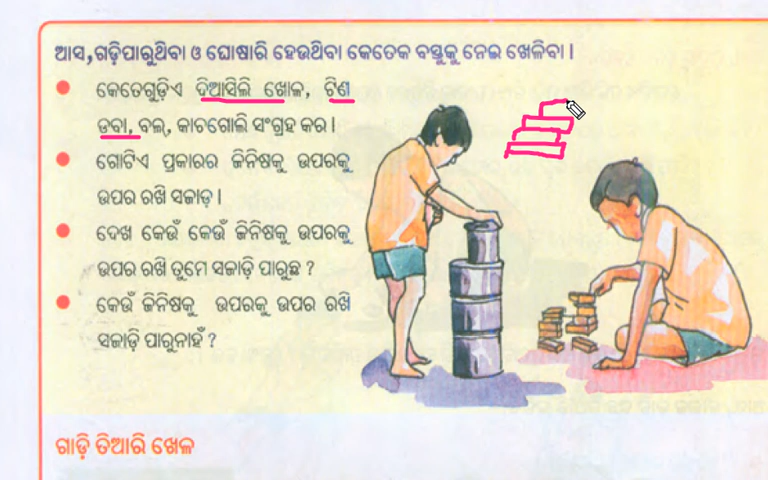 ଆସ,ଗଡ଼ିପାରୁଥିବା ଓ ଘୋଷାରି ହେଉଥିବା କେତେକ ବସ୍ତୁକୁ ନେଇ ଖେଳିବା ।
କେତେଗୁଡ଼ିଏ ଦିଆସିଲି ଖୋଳ, ଟିଣ
ଡବା, ବଲ୍, କାଚଗୋଲି ସଂଗ୍ରହ କର ।
ଗୋଟିଏ ପ୍ରକାରର ଜିନିଷକୁ ଉପରକୁ
ଉପର ରଖି ସଜାଡ଼ ।
ଦେଖ କେଉଁ କେଉଁ ଜିନିଷକୁ ଉପରକୁ
ଉପର ରଖି ତୁମେ ସଜାଡ଼ି ପାରୁଛ ?
କେଉଁ ଜିନିଷକୁ ଉପରକୁ ଉପର ରଖି
ସଜାଡ଼ି ପାରୁନାହଁ ?
ଗାଡ଼ି ତିଆରି ଖେଳ